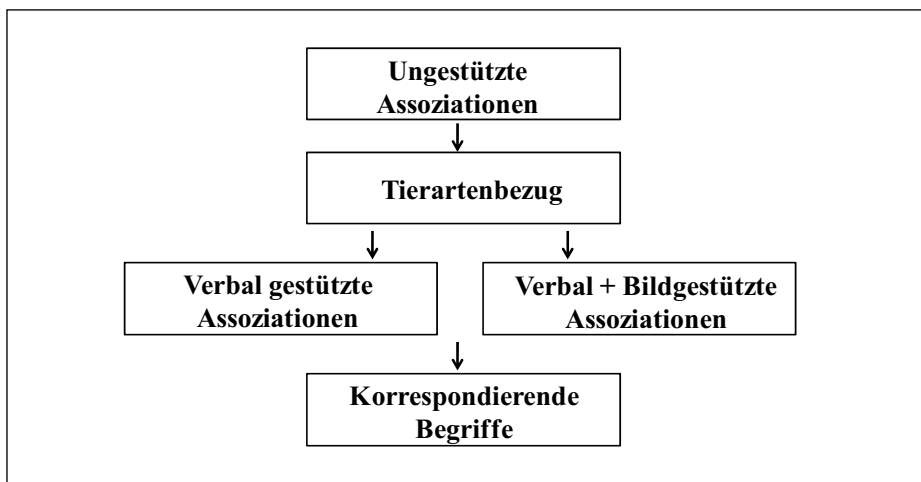 Ungestützte
Assoziationen
Tierartenbezug
Verbal gestützte
Assoziationen
Verbal + Bildgestützte
Assoziationen
Korrespondierende
Begriffe